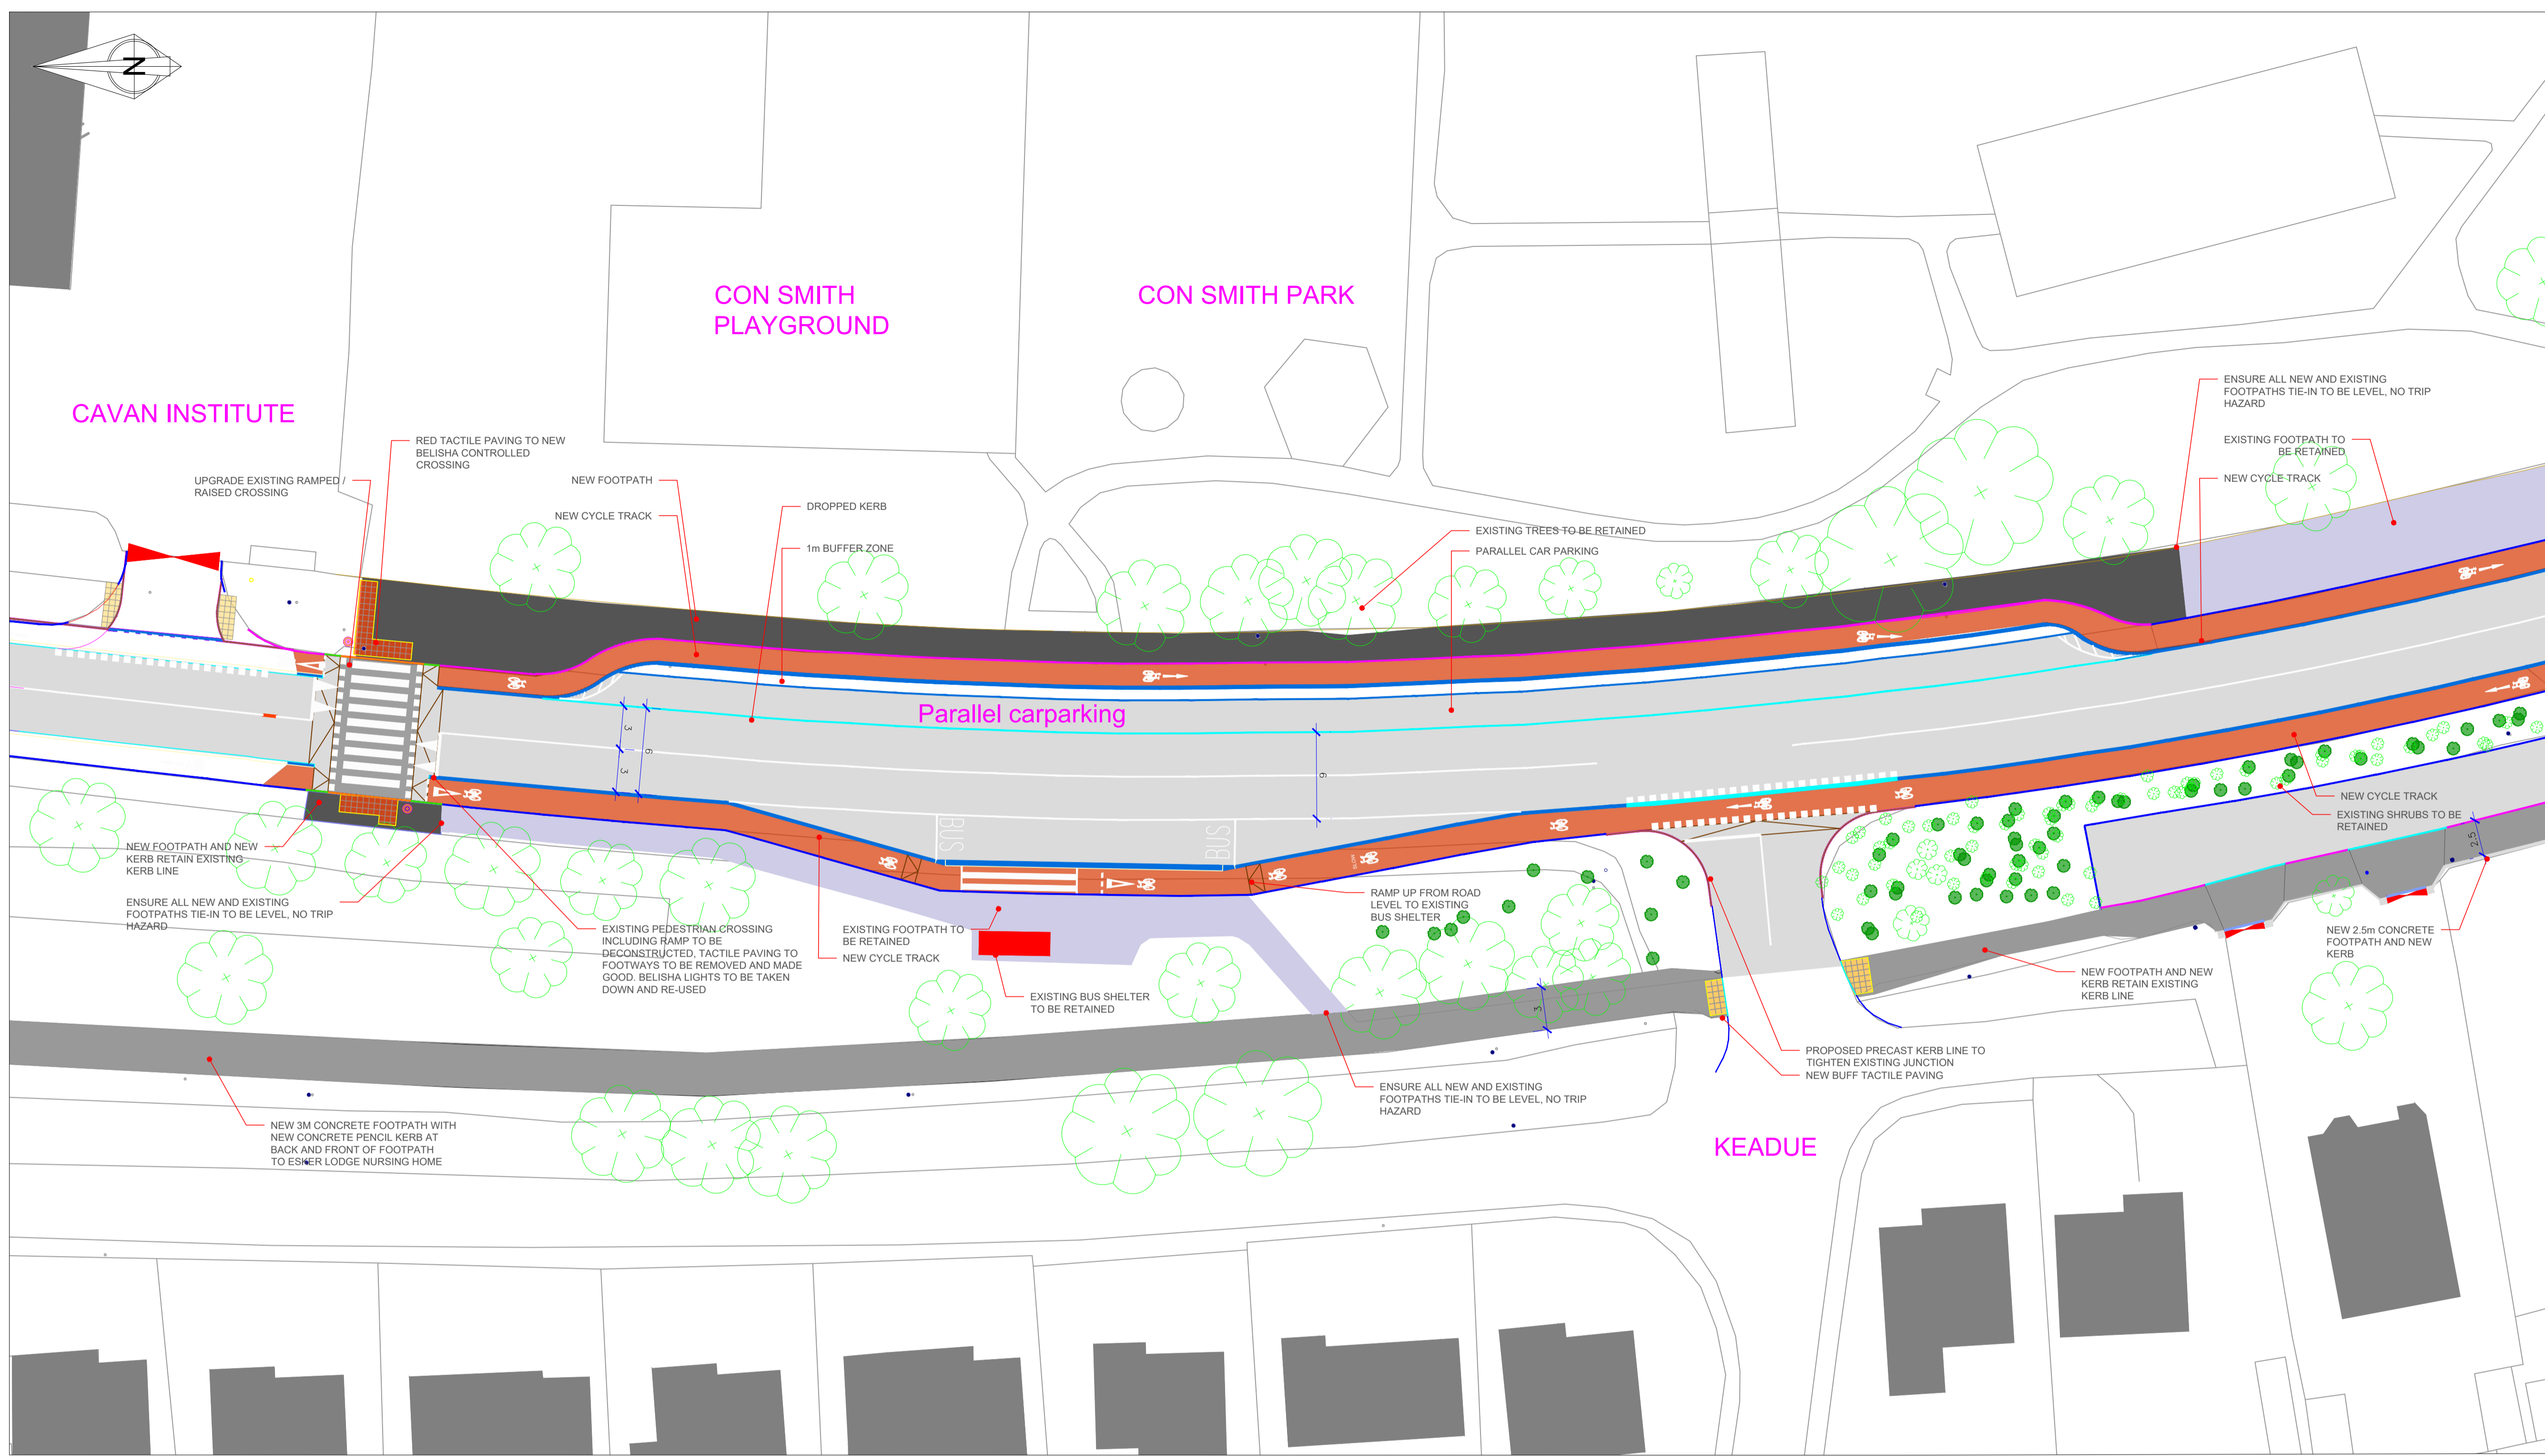 N
CON SMITH
PLAYGROUND
CON SMITH PARK
CAVAN INSTITUTE
RED TACTILE PAVING TO NEW
BELISHA CONTROLLED
CROSSING
UPGRADE EXISTING RAMPED /
RAISED CROSSING
NEW FOOTPATH
NEW CYCLE TRACK
DROPPED KERB
1m BUFFER ZONE
EXISTING TREES TO BE RETAINED
PARALLEL CAR PARKING
ENSURE ALL NEW AND EXISTING
FOOTPATHS TIE-IN TO BE LEVEL, NO TRIP
HAZARD
EXISTING FOOTPATH TO
BE RETAINED
NEW CYCLE TRACK
Parallel carparking
3
6
3
6
BUS
BUS
SLOW
NEW FOOTPATH AND NEW
KERB RETAIN EXISTING
KERB LINE
ENSURE ALL NEW AND EXISTING
FOOTPATHS TIE-IN TO BE LEVEL, NO TRIP
HAZARD
EXISTING PEDESTRIAN CROSSING
INCLUDING RAMP TO BE
DECONSTRUCTED, TACTILE PAVING TO
FOOTWAYS TO BE REMOVED AND MADE
GOOD. BELISHA LIGHTS TO BE TAKEN
DOWN AND RE-USED
EXISTING FOOTPATH TO
BE RETAINED
NEW CYCLE TRACK
EXISTING BUS SHELTER
TO BE RETAINED
RAMP UP FROM ROAD
LEVEL TO EXISTING
BUS SHELTER
NEW CYCLE TRACK
EXISTING SHRUBS TO BE
RETAINED
2.5
NEW 2.5m CONCRETE
FOOTPATH AND NEW
KERB
NEW FOOTPATH AND NEW
KERB RETAIN EXISTING
KERB LINE
3
PROPOSED PRECAST KERB LINE TO
TIGHTEN EXISTING JUNCTION
NEW BUFF TACTILE PAVING
ENSURE ALL NEW AND EXISTING
FOOTPATHS TIE-IN TO BE LEVEL, NO TRIP
HAZARD
NEW 3M CONCRETE FOOTPATH WITH
NEW CONCRETE PENCIL KERB AT
BACK AND FRONT OF FOOTPATH
TO ESKER LODGE NURSING HOME
KEADUE